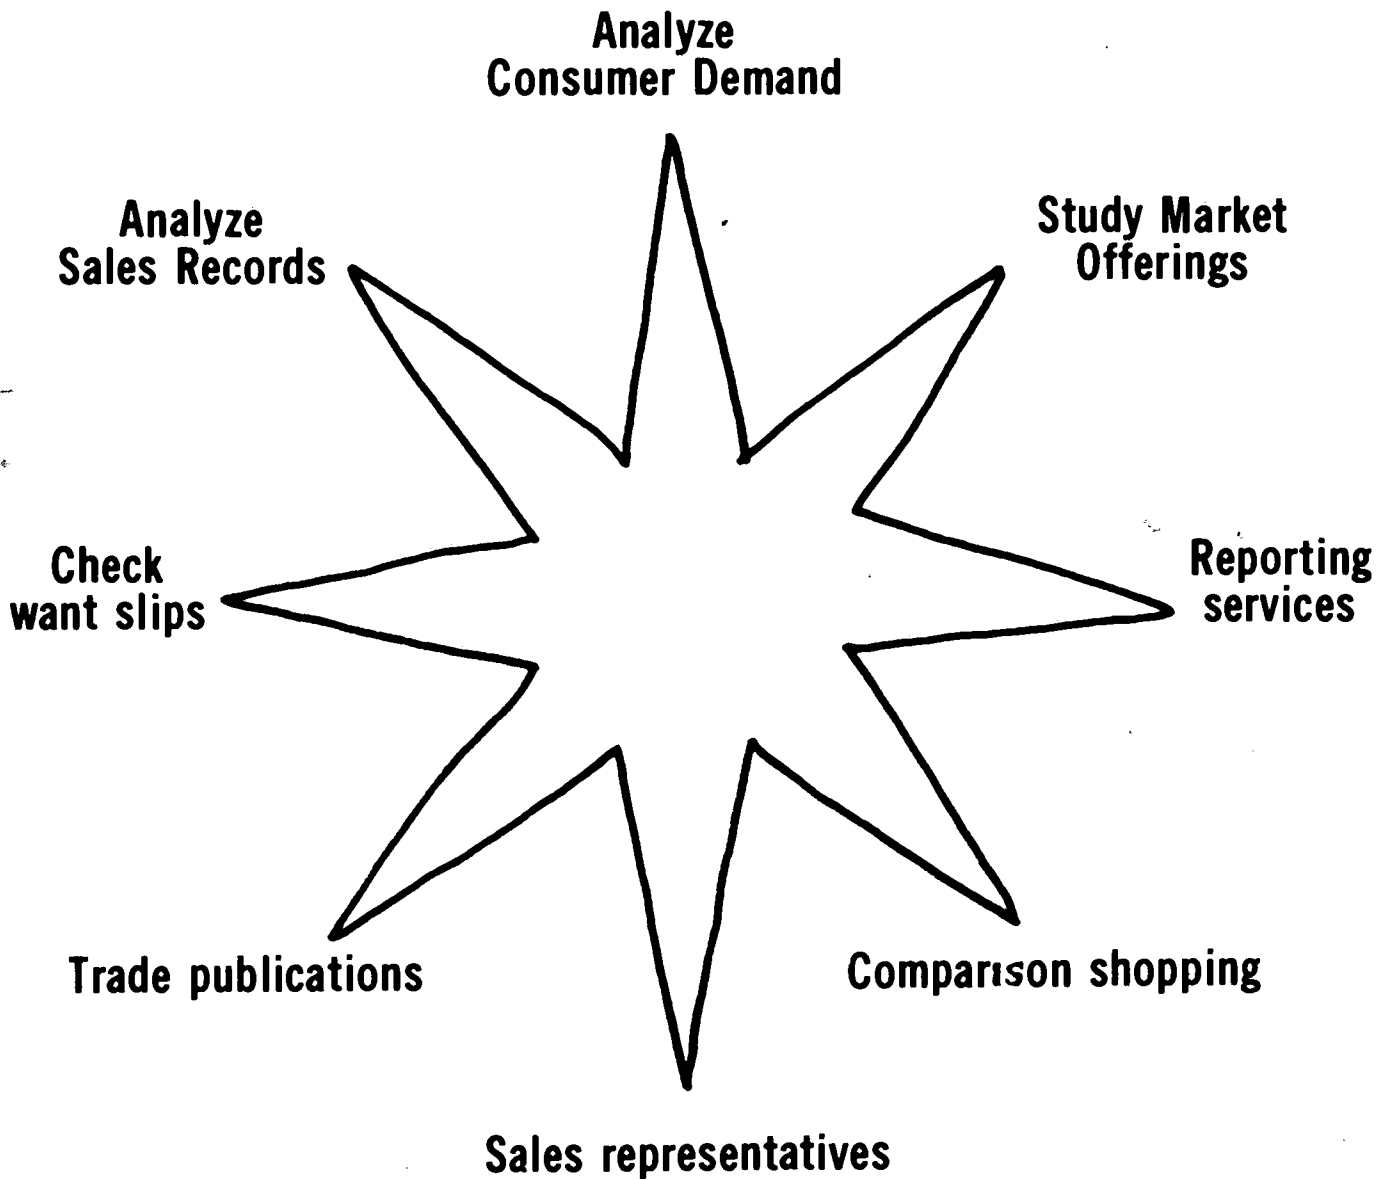 Analyze
Consumer Demand
Analyze
Sales Records
Study Market
Offerings
Check
want slips
Reporting
services
Trade publications
Comparison shopping
Sales representatives